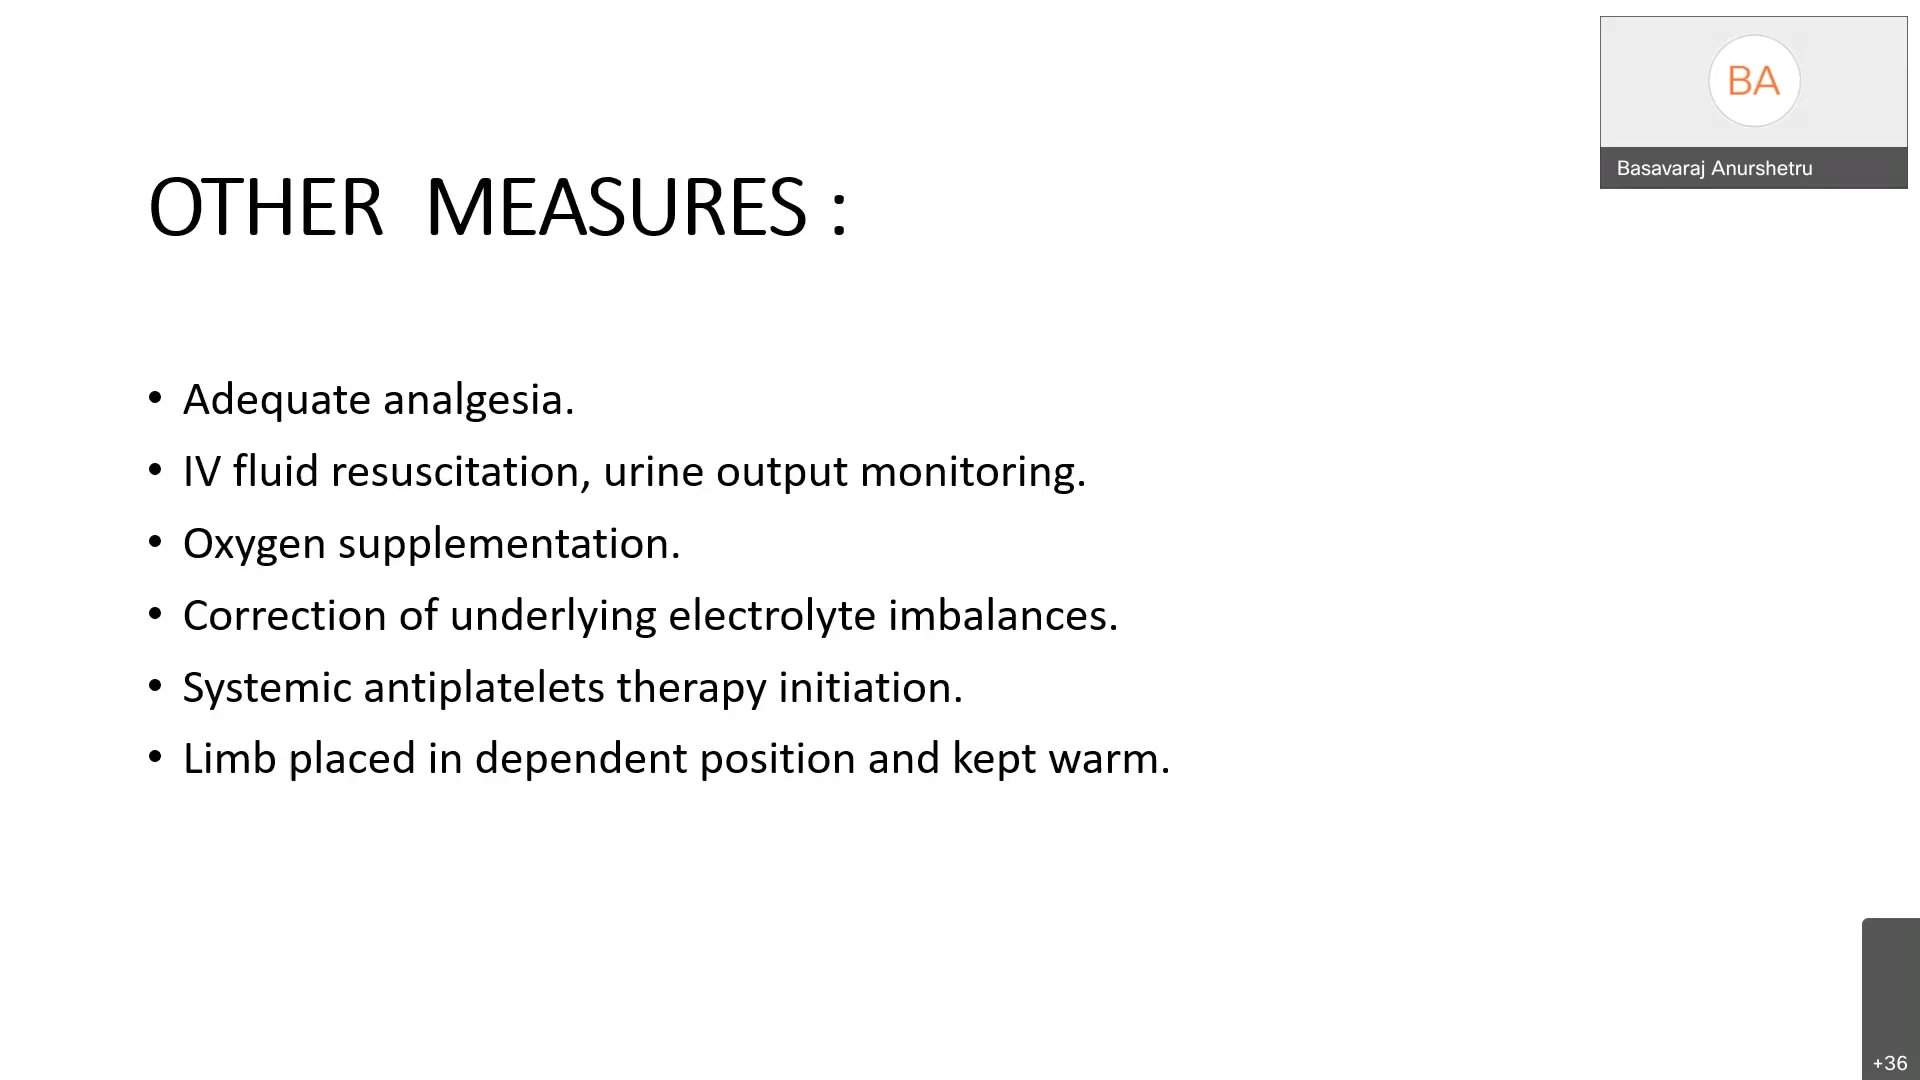 BA
Basavaraj Anurshetru
OTHER MEASURES :
• Adequate analgesia.
• IV fluid resuscitation, urine output monitoring.
• Oxygen supplementation.
• Correction of underlying electrolyte imbalances.
• Systemic antiplatelets therapy initiation.
• Limb placed in dependent position and kept warm.
+36